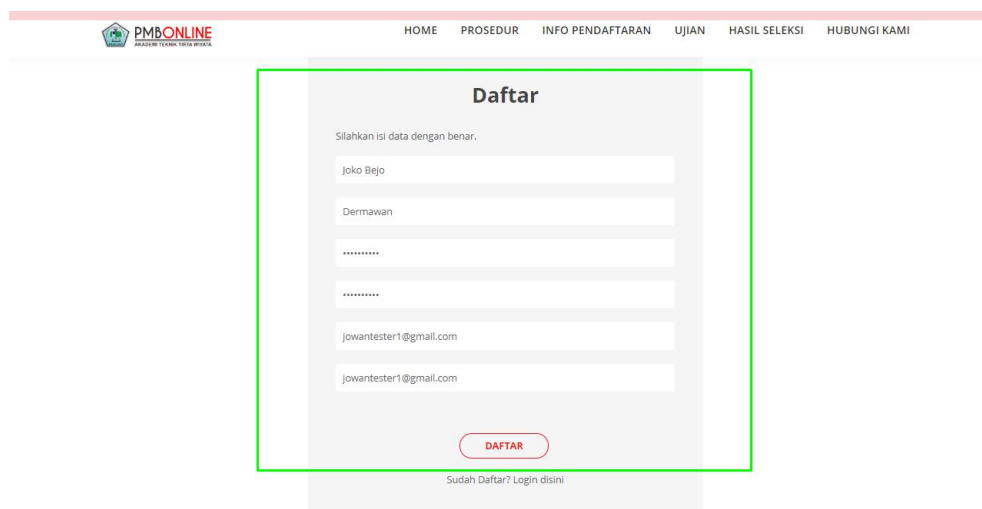 PMBONLINE
AKADEMI TEKNIK TIRTA WIYATA
HOME PROSEDUR INFO PENDAFTARAN UJIAN HASIL SELEKSI HUBUNGI KAMI
Daftar
Silahkan isi data dengan benar.
Joko Bejo
Dermawan
••••••••••
••••••••••
jowantester1@gmail.com
jowantester1@gmail.com
DAFTAR
Sudah Daftar? Login disini